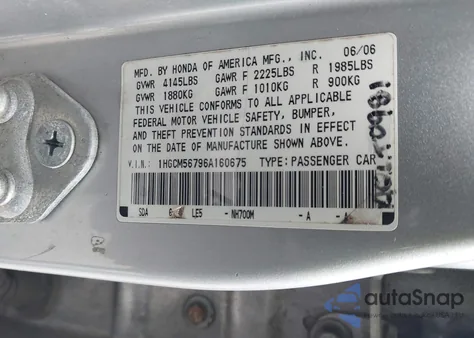 MFD. BY HONDA OF AMERICA MFG., INC. 06/06
GVWR 4145LBS GAWR F 2225LBS R 1985LBS
GVWR 1880KG GAWR F 1010KG R 900KG
THIS VEHICLE CONFORMS TO ALL APPLICABLE
FEDERAL MOTOR VEHICLE SAFETY, BUMPER,
AND THEFT PREVENTION STANDARDS IN EFFECT
ON THE DATE OF MANUFACTURE SHOWN ABOVE.
V.I.N.: 1HGCM56796A160675 TYPE: PASSENGER CAR
SDA LE5 - NH700M - A - A
autoSnap